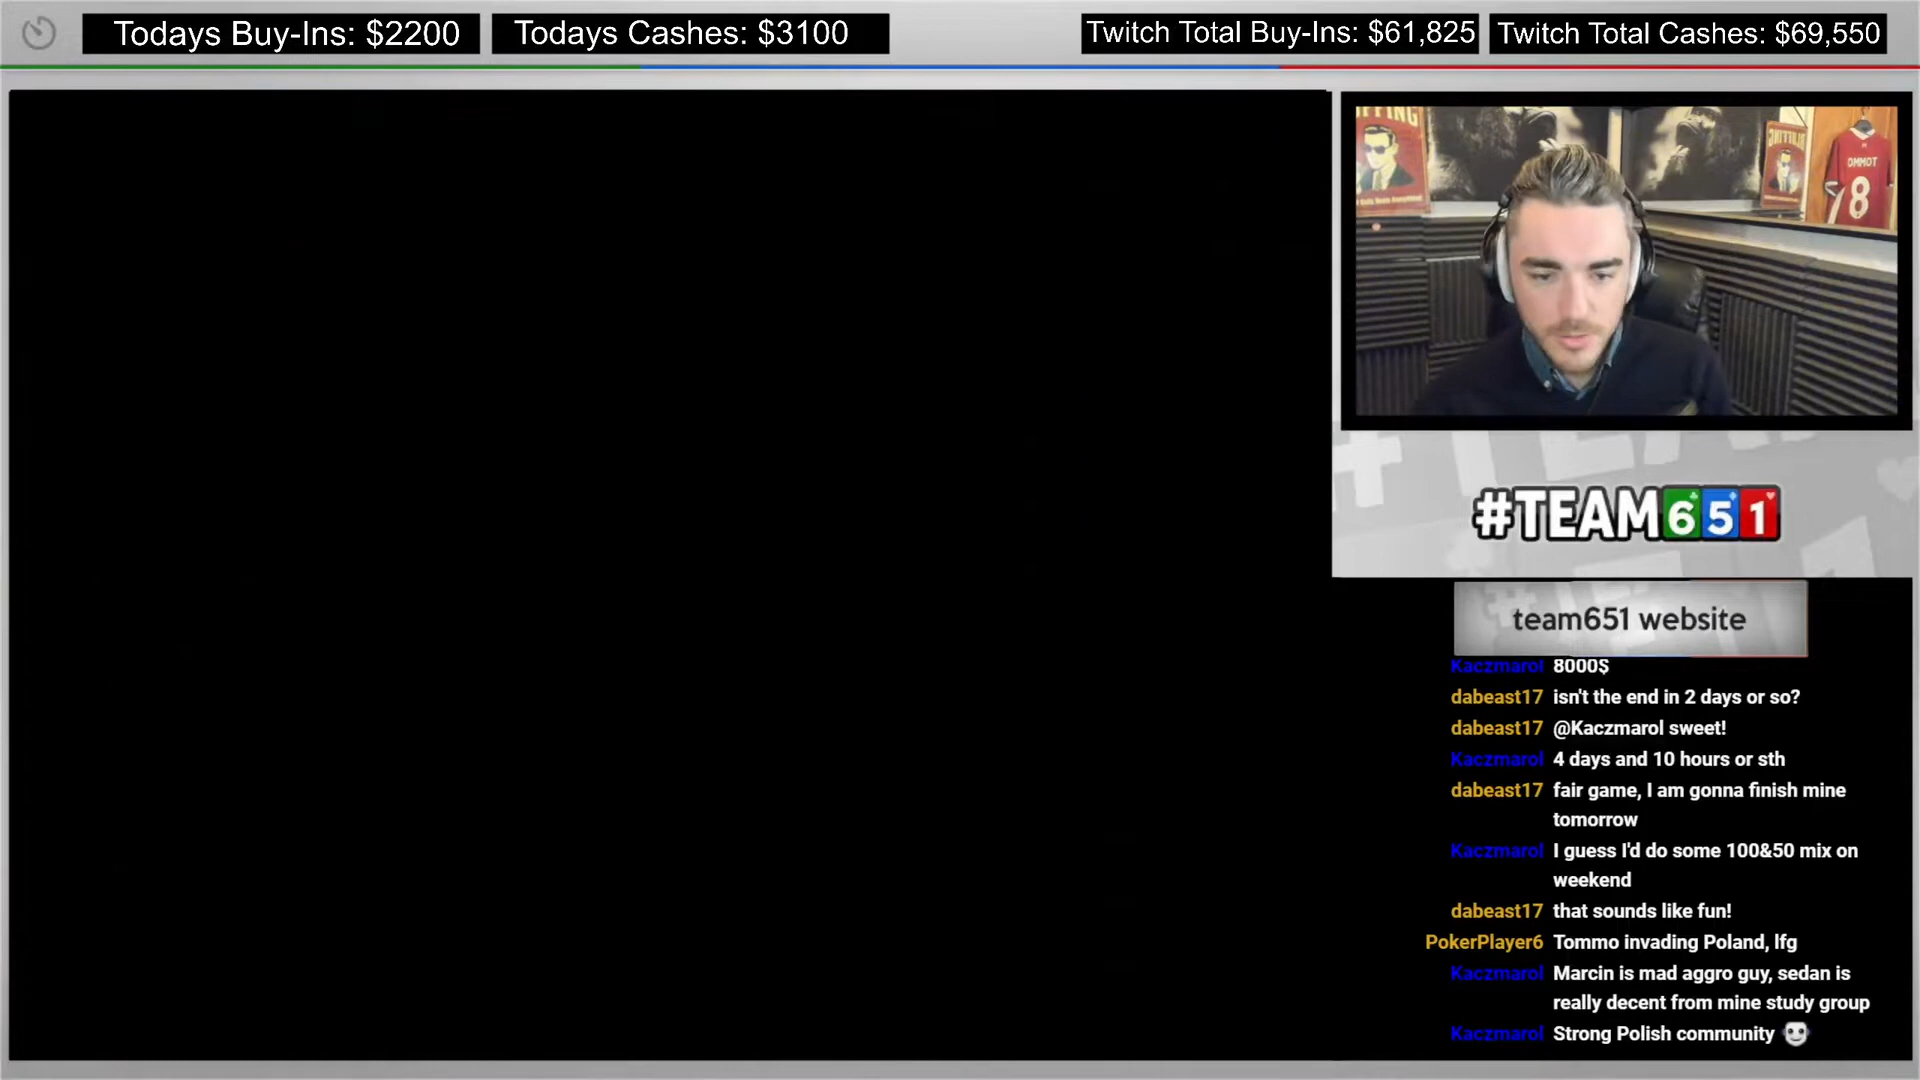 Todays Buy-Ins: $2200
Todays Cashes: $3100
Twitch Total Buy-Ins: $61,825
Twitch Total Cashes: $69,550
OMMOT
8
#TEAM651
team651 website
Kaczmarol 8000$
dabeast17 isn't the end in 2 days or so?
dabeast17 @Kaczmarol sweet!
Kaczmarol 4 days and 10 hours or sth
dabeast17 fair game, I am gonna finish mine
tomorrow
Kaczmarol I guess I'd do some 100&50 mix on
weekend
dabeast17 that sounds like fun!
PokerPlayer6 Tommo invading Poland, lfg
Kaczmarol Marcin is mad aggro guy, sedan is
really decent from mine study group
Kaczmarol Strong Polish community